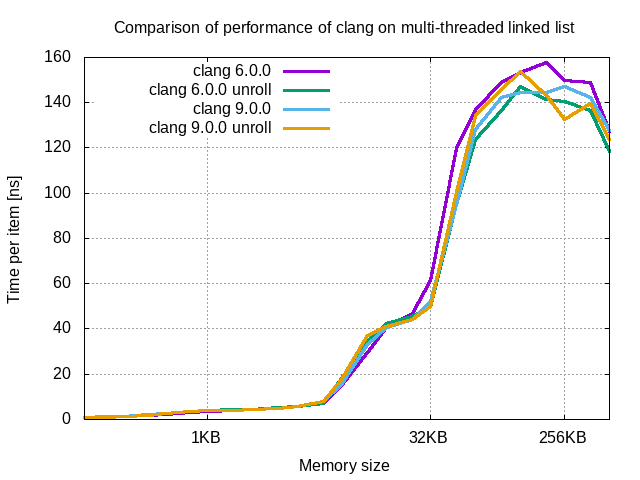 Comparison of performance of clang on multi-threaded linked list
160
140
120
100
80
60
40
20
0
Time per item [ns]
clang 6.0.0
clang 6.0.0 unroll
clang 9.0.0
clang 9.0.0 unroll
1KB 32KB 256KB
Memory size